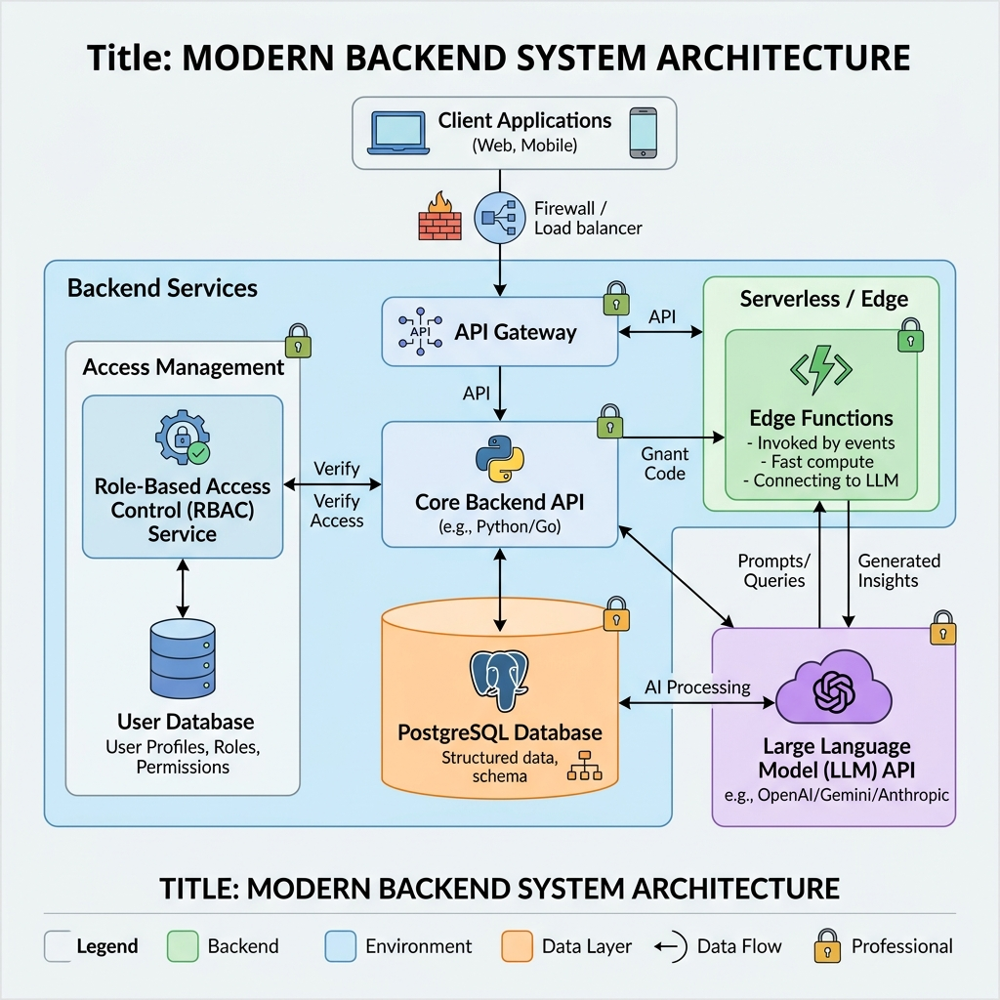 Title: MODERN BACKEND SYSTEM ARCHITECTURE
Client Applications
(Web, Mobile)
Firewall /
Load balancer
Backend Services
API
API Gateway
API
Serverless / Edge
Edge Functions
- Invoked by events
- Fast compute
- Connecting to LLM
Access Management
Role-Based Access
Control (RBAC)
Service
Verify
Verify
Access
API
Core Backend API
(e.g., Python/Go)
Gnant
Code
Prompts/
Queries
Generated
Insights
User Database
User Profiles, Roles,
Permissions
PostgreSQL Database
Structured data,
schema
AI Processing
Large Language
Model (LLM) API
e.g., OpenAI/Gemini/Anthropic
TITLE: MODERN BACKEND SYSTEM ARCHITECTURE
Legend
Backend
Environment
Data Layer
Data Flow
Professional